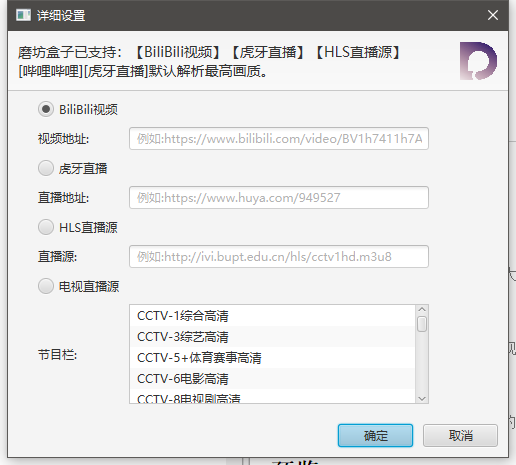 详细设置
磨坊盒子已支持：【BiliBili视频】【虎牙直播】【HLS直播源】
[哔哩哔哩][虎牙直播]默认解析最高画质。
BiliBili视频
视频地址:
例如:https://www.bilibili.com/video/BV1h7411h7A
虎牙直播
直播地址:
例如:https://www.huya.com/949527
HLS直播源
直播源:
例如:http://ivi.bupt.edu.cn/hls/cctv1hd.m3u8
电视直播源
节目栏:
CCTV-1综合高清
CCTV-3综艺高清
CCTV-5+体育赛事高清
CCTV-6电影高清
CCTV-8电视剧高清
确定
取消